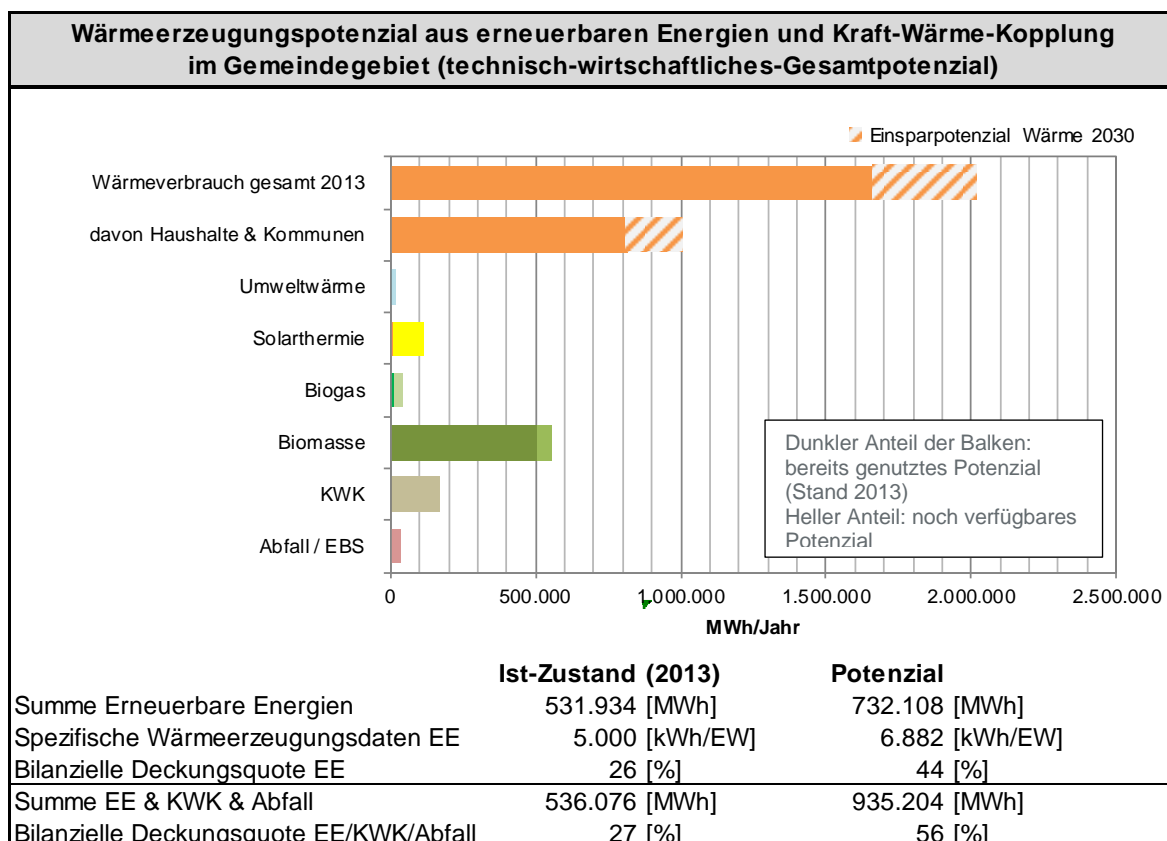 Wärmeerzeugungspotenzial aus erneuerbaren Energien und Kraft-Wärme-Kopplung
im Gemeindegebiet (technisch-wirtschaftliches-Gesamtpotenzial)
Einsparpotenzial Wärme 2030
Wärmeverbrauch gesamt 2013
davon Haushalte & Kommunen
Umweltwärme
Solarthermie
Biogas
Biomasse
KWK
Abfall / EBS
Dunkler Anteil der Balken:
bereits genutztes Potenzial
(Stand 2013)
Heller Anteil: noch verfügbares
Potenzial
0 500.000 1.000.000 1.500.000 2.000.000 2.500.000
MWh/Jahr
Ist-Zustand (2013) Potenzial
Summe Erneuerbare Energien 531.934 [MWh] 732.108 [MWh]
Spezifische Wärmeerzeugungsdaten EE 5.000 [kWh/EW] 6.882 [kWh/EW]
Bilanzielle Deckungsquote EE 26 [%] 44 [%]
Summe EE & KWK & Abfall 536.076 [MWh] 935.204 [MWh]
Bilanzielle Deckungsquote EE/KWK/Abfall 27 [%] 56 [%]